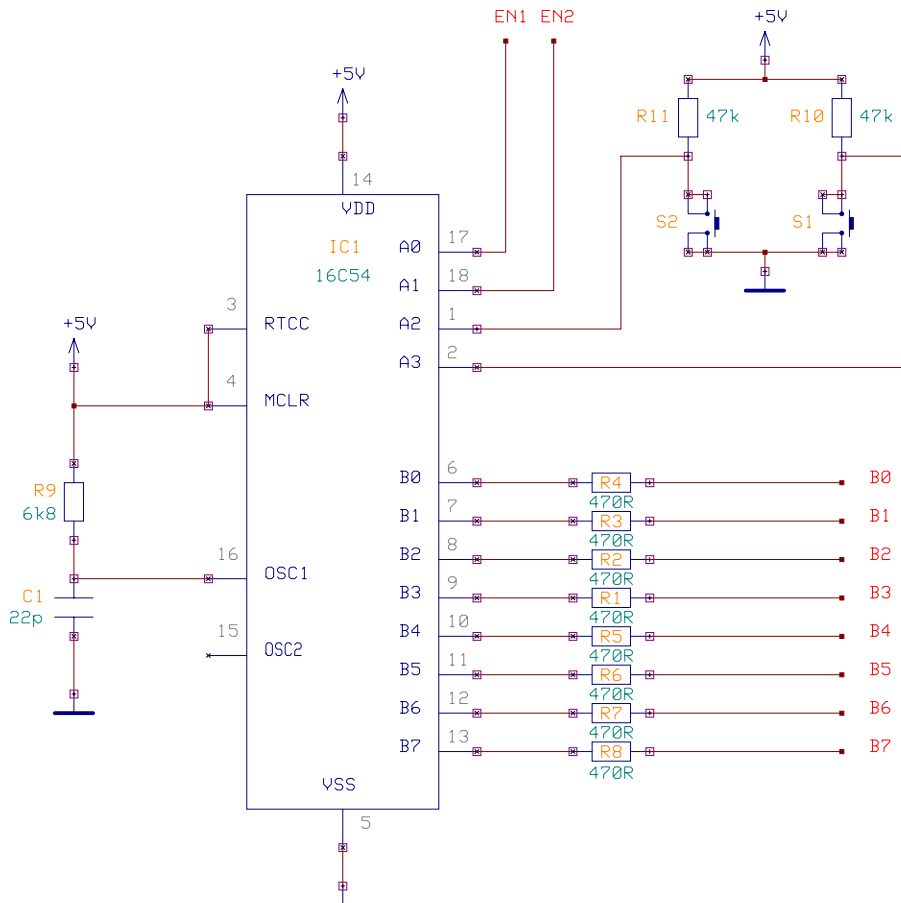 EN1 EN2
+5V
+5V
R11 47k R10 47k
14
VDD
S2 S1
IC1
16C54
A0 17
A1 18
3
RTCC
+5V
A2 1
A3 2
4
MCLR
B0 6 R4 B0
R9
6k8
470R
B1 7 R3 B1
470R
B2 8 R2 B2
470R
16
OSC1
C1
22p
B3 9 R1 B3
470R
B4 10 R5 B4
470R
15
OSC2
B5 11 R6 B5
470R
B6 12 R7 B6
470R
B7 13 R8 B7
470R
VSS
5